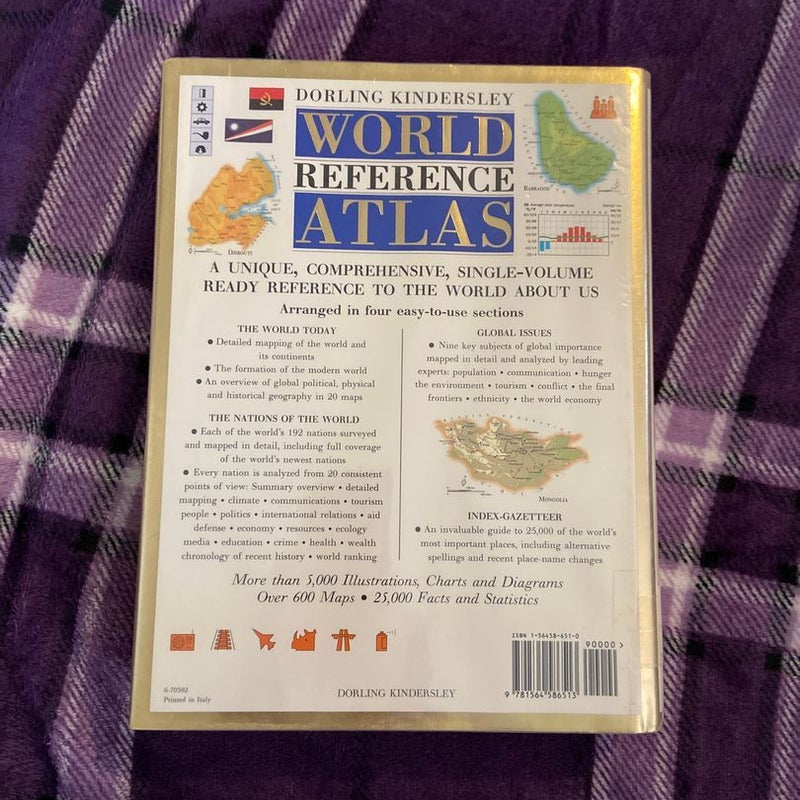 DORLING KINDERSLEY
WORLD
REFERENCE
ATLAS
DJIBOUTI
BARBADOS
A UNIQUE, COMPREHENSIVE, SINGLE-VOLUME
READY REFERENCE TO THE WORLD ABOUT US
Arranged in four easy-to-use sections
THE WORLD TODAY
● Detailed mapping of the world and
its continents
● The formation of the modern world
● An overview of global political, physical
and historical geography in 20 maps
THE NATIONS OF THE WORLD
● Each of the world's 192 nations surveyed
and mapped in detail, including full coverage
of the world's newest nations
● Every nation is analyzed from 20 consistent
points of view: Summary overview • detailed
mapping • climate • communications • tourism
people • politics • international relations • aid
defense • economy • resources • ecology
media • education • crime • health • wealth
chronology of recent history • world ranking
GLOBAL ISSUES
● Nine key subjects of global importance
mapped in detail and analyzed by leading
experts: population • communication • hunger
the environment • tourism • conflict • the final
frontiers • ethnicity • the world economy
MONGOLIA
INDEX-GAZETTEER
● An invaluable guide to 25,000 of the world's
most important places, including alternative
spellings and recent place-name changes
More than 5,000 Illustrations, Charts and Diagrams
Over 600 Maps • 25,000 Facts and Statistics
ISBN 1-56458-651-0
90000 >
9 781564 586513
6-70592
Printed in Italy
DORLING KINDERSLEY